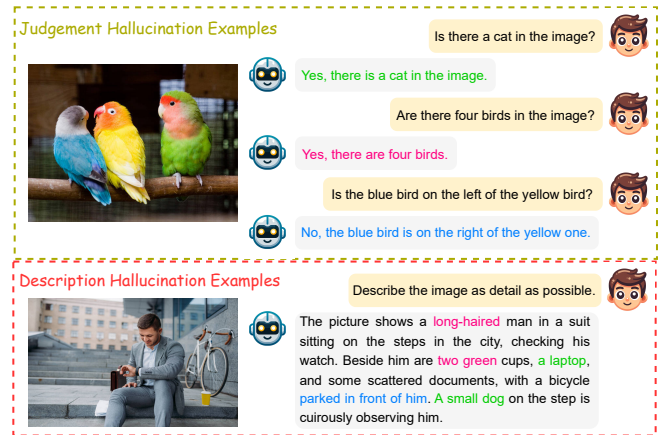 Judgement Hallucination Examples
Is there a cat in the image?
Yes, there is a cat in the image.
Are there four birds in the image?
Yes, there are four birds.
Is the blue bird on the left of the yellow bird?
No, the blue bird is on the right of the yellow one.
Description Hallucination Examples
Describe the image as detail as possible.
The picture shows a long-haired man in a suit
sitting on the steps in the city, checking his
watch. Beside him are two green cups, a laptop,
and some scattered documents, with a bicycle
parked in front of him. A small dog on the step is
cuirously observing him.